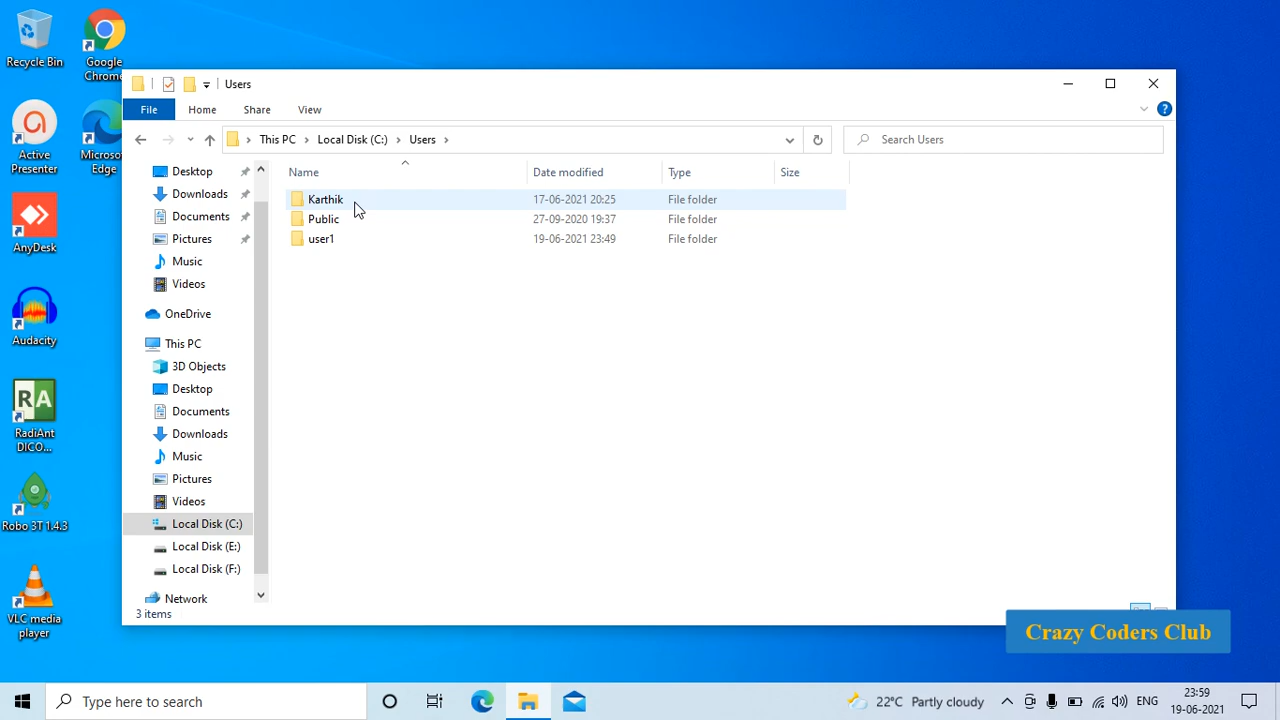 Recycle Bin
Google
Chrome
Active
Presenter
Microso
Edge
AnyDesk
Audacity
RA
RadiAnt
DICO...
Robo 3T 1.4.3
VLC media
player
Users
File
Home
Share
View
This PC
Local Disk (C:)
Users
Search Users
Name
Date modified
Type
Size
Karthik
17-06-2021 20:25
File folder
Public
27-09-2020 19:37
File folder
user1
19-06-2021 23:49
File folder
Desktop
Downloads
Documents
Pictures
Music
Videos
OneDrive
This PC
3D Objects
Desktop
Documents
Downloads
Music
Pictures
Videos
Local Disk (C:)
Local Disk (E:)
Local Disk (F:)
Network
3 items
Crazy Coders Club
Type here to search
22°C Partly cloudy
ENG
23:59
19-06-2021